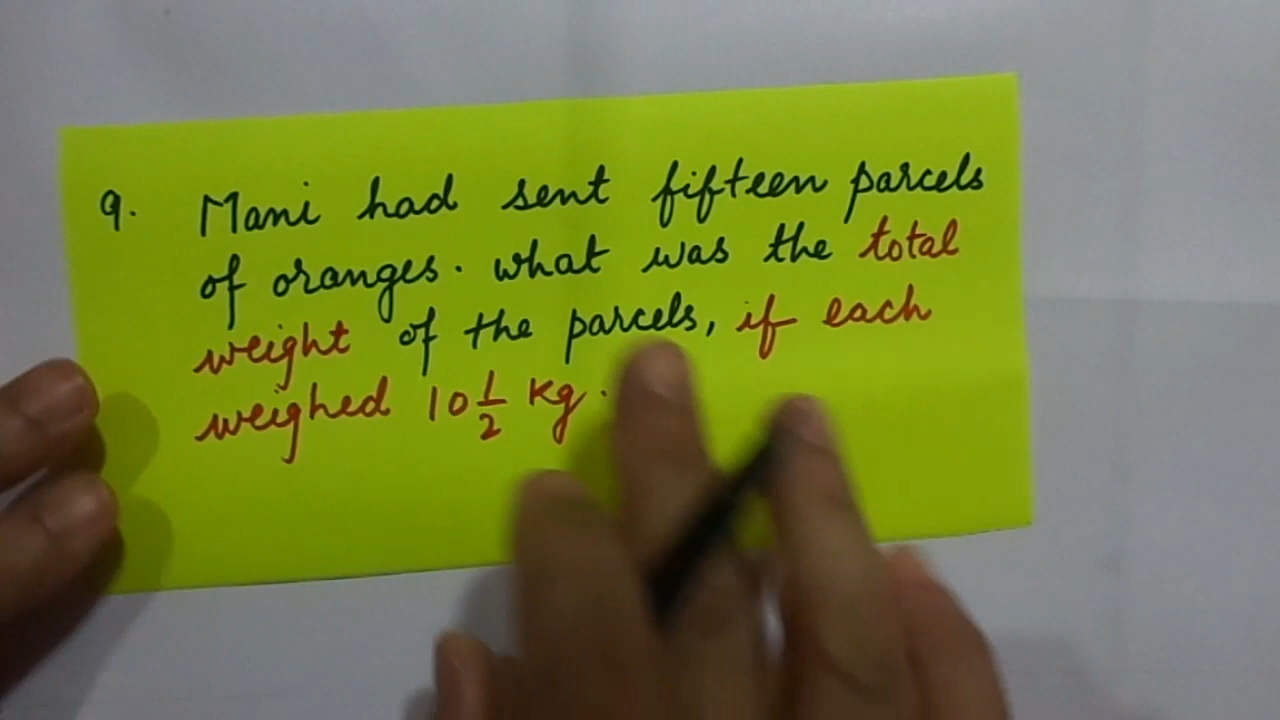 9. Mani had sent fifteen parcels
of oranges. what was the total
weight of the parcels, if each
weighed 10 1/2 kg.